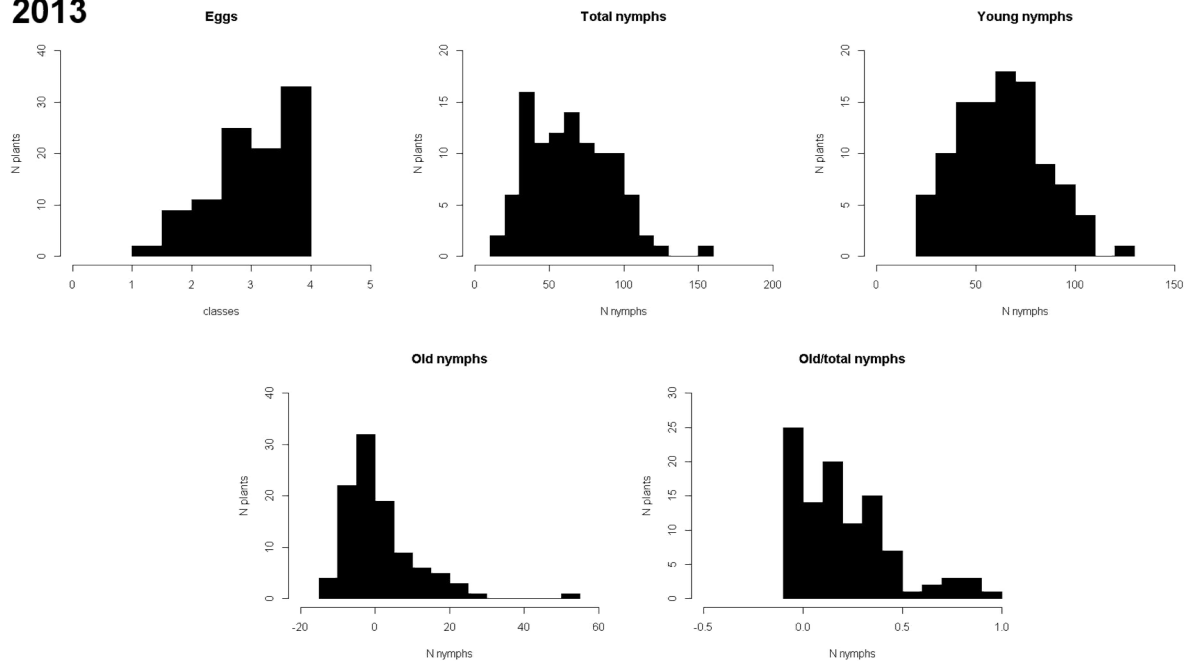 2013
Eggs
Total nymphs
Young nymphs
N plants
0 10 20 30 40
0 1 2 3 4 5
classes
N plants
0 5 10 15 20
0 50 100 150 200
N nymphs
N plants
0 5 10 15 20
0 50 100 150
N nymphs
Old nymphs
Old/total nymphs
N plants
0 10 20 30 40
-20 0 20 40 60
N nymphs
N plants
0 5 10 15 20 25 30
-0.5 0.0 0.5 1.0
N nymphs